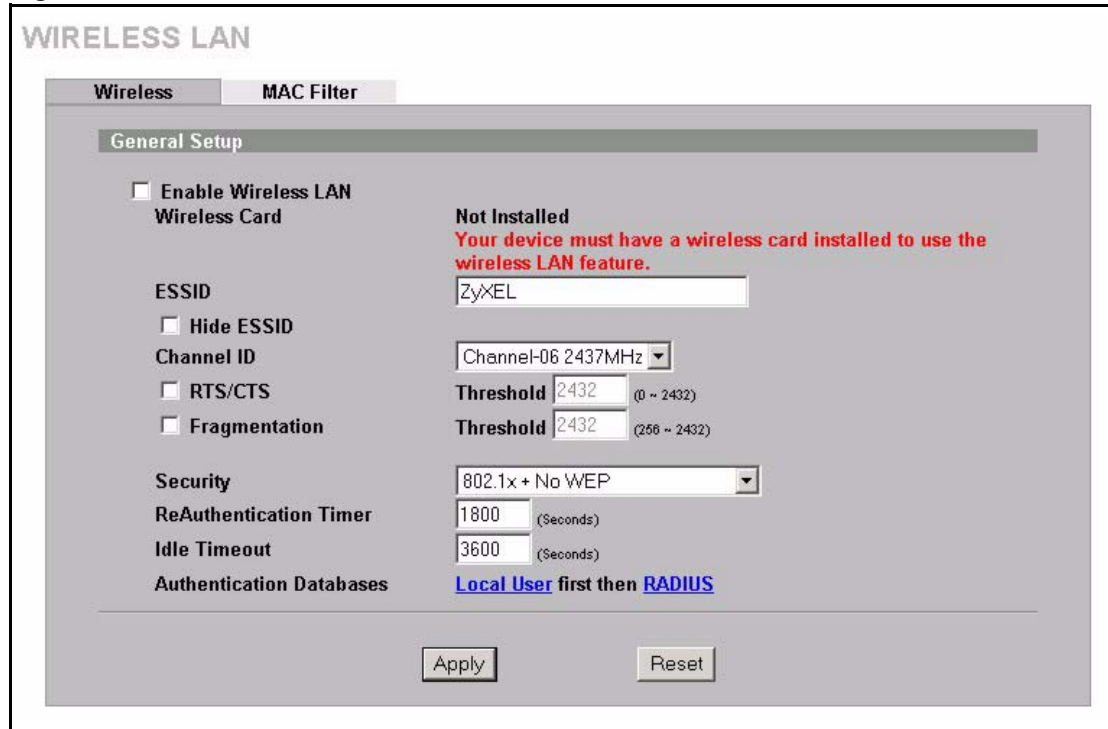 WIRELESS LAN
Wireless MAC Filter
General Setup
Enable Wireless LAN
Wireless Card Not Installed
Your device must have a wireless card installed to use the
wireless LAN feature.
ESSID ZyXEL
Hide ESSID
Channel ID Channel-06 2437MHz
RTS/CTS Threshold 2432 (0 ~ 2432)
Fragmentation Threshold 2432 (256 ~ 2432)
Security 802.1x + No WEP
ReAuthentication Timer 1800 (Seconds)
Idle Timeout 3600 (Seconds)
Authentication Databases Local User first then RADIUS
Apply Reset